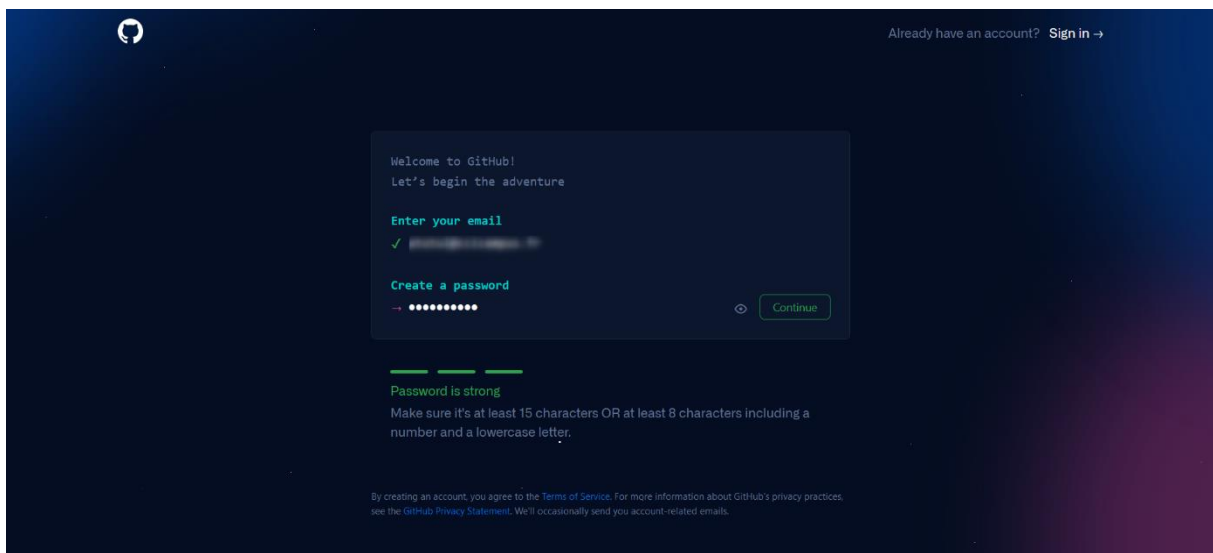 Already have an account? Sign in →
Welcome to GitHub!
Let's begin the adventure
Enter your email
✓
Create a password
→ ●●●●●●●●●● Continue
Password is strong
Make sure it's at least 15 characters OR at least 8 characters including a
number and a lowercase letter.
By creating an account, you agree to the Terms of Service. For more information about GitHub's privacy practices,
see the GitHub Privacy Statement. We'll occasionally send you account-related emails.